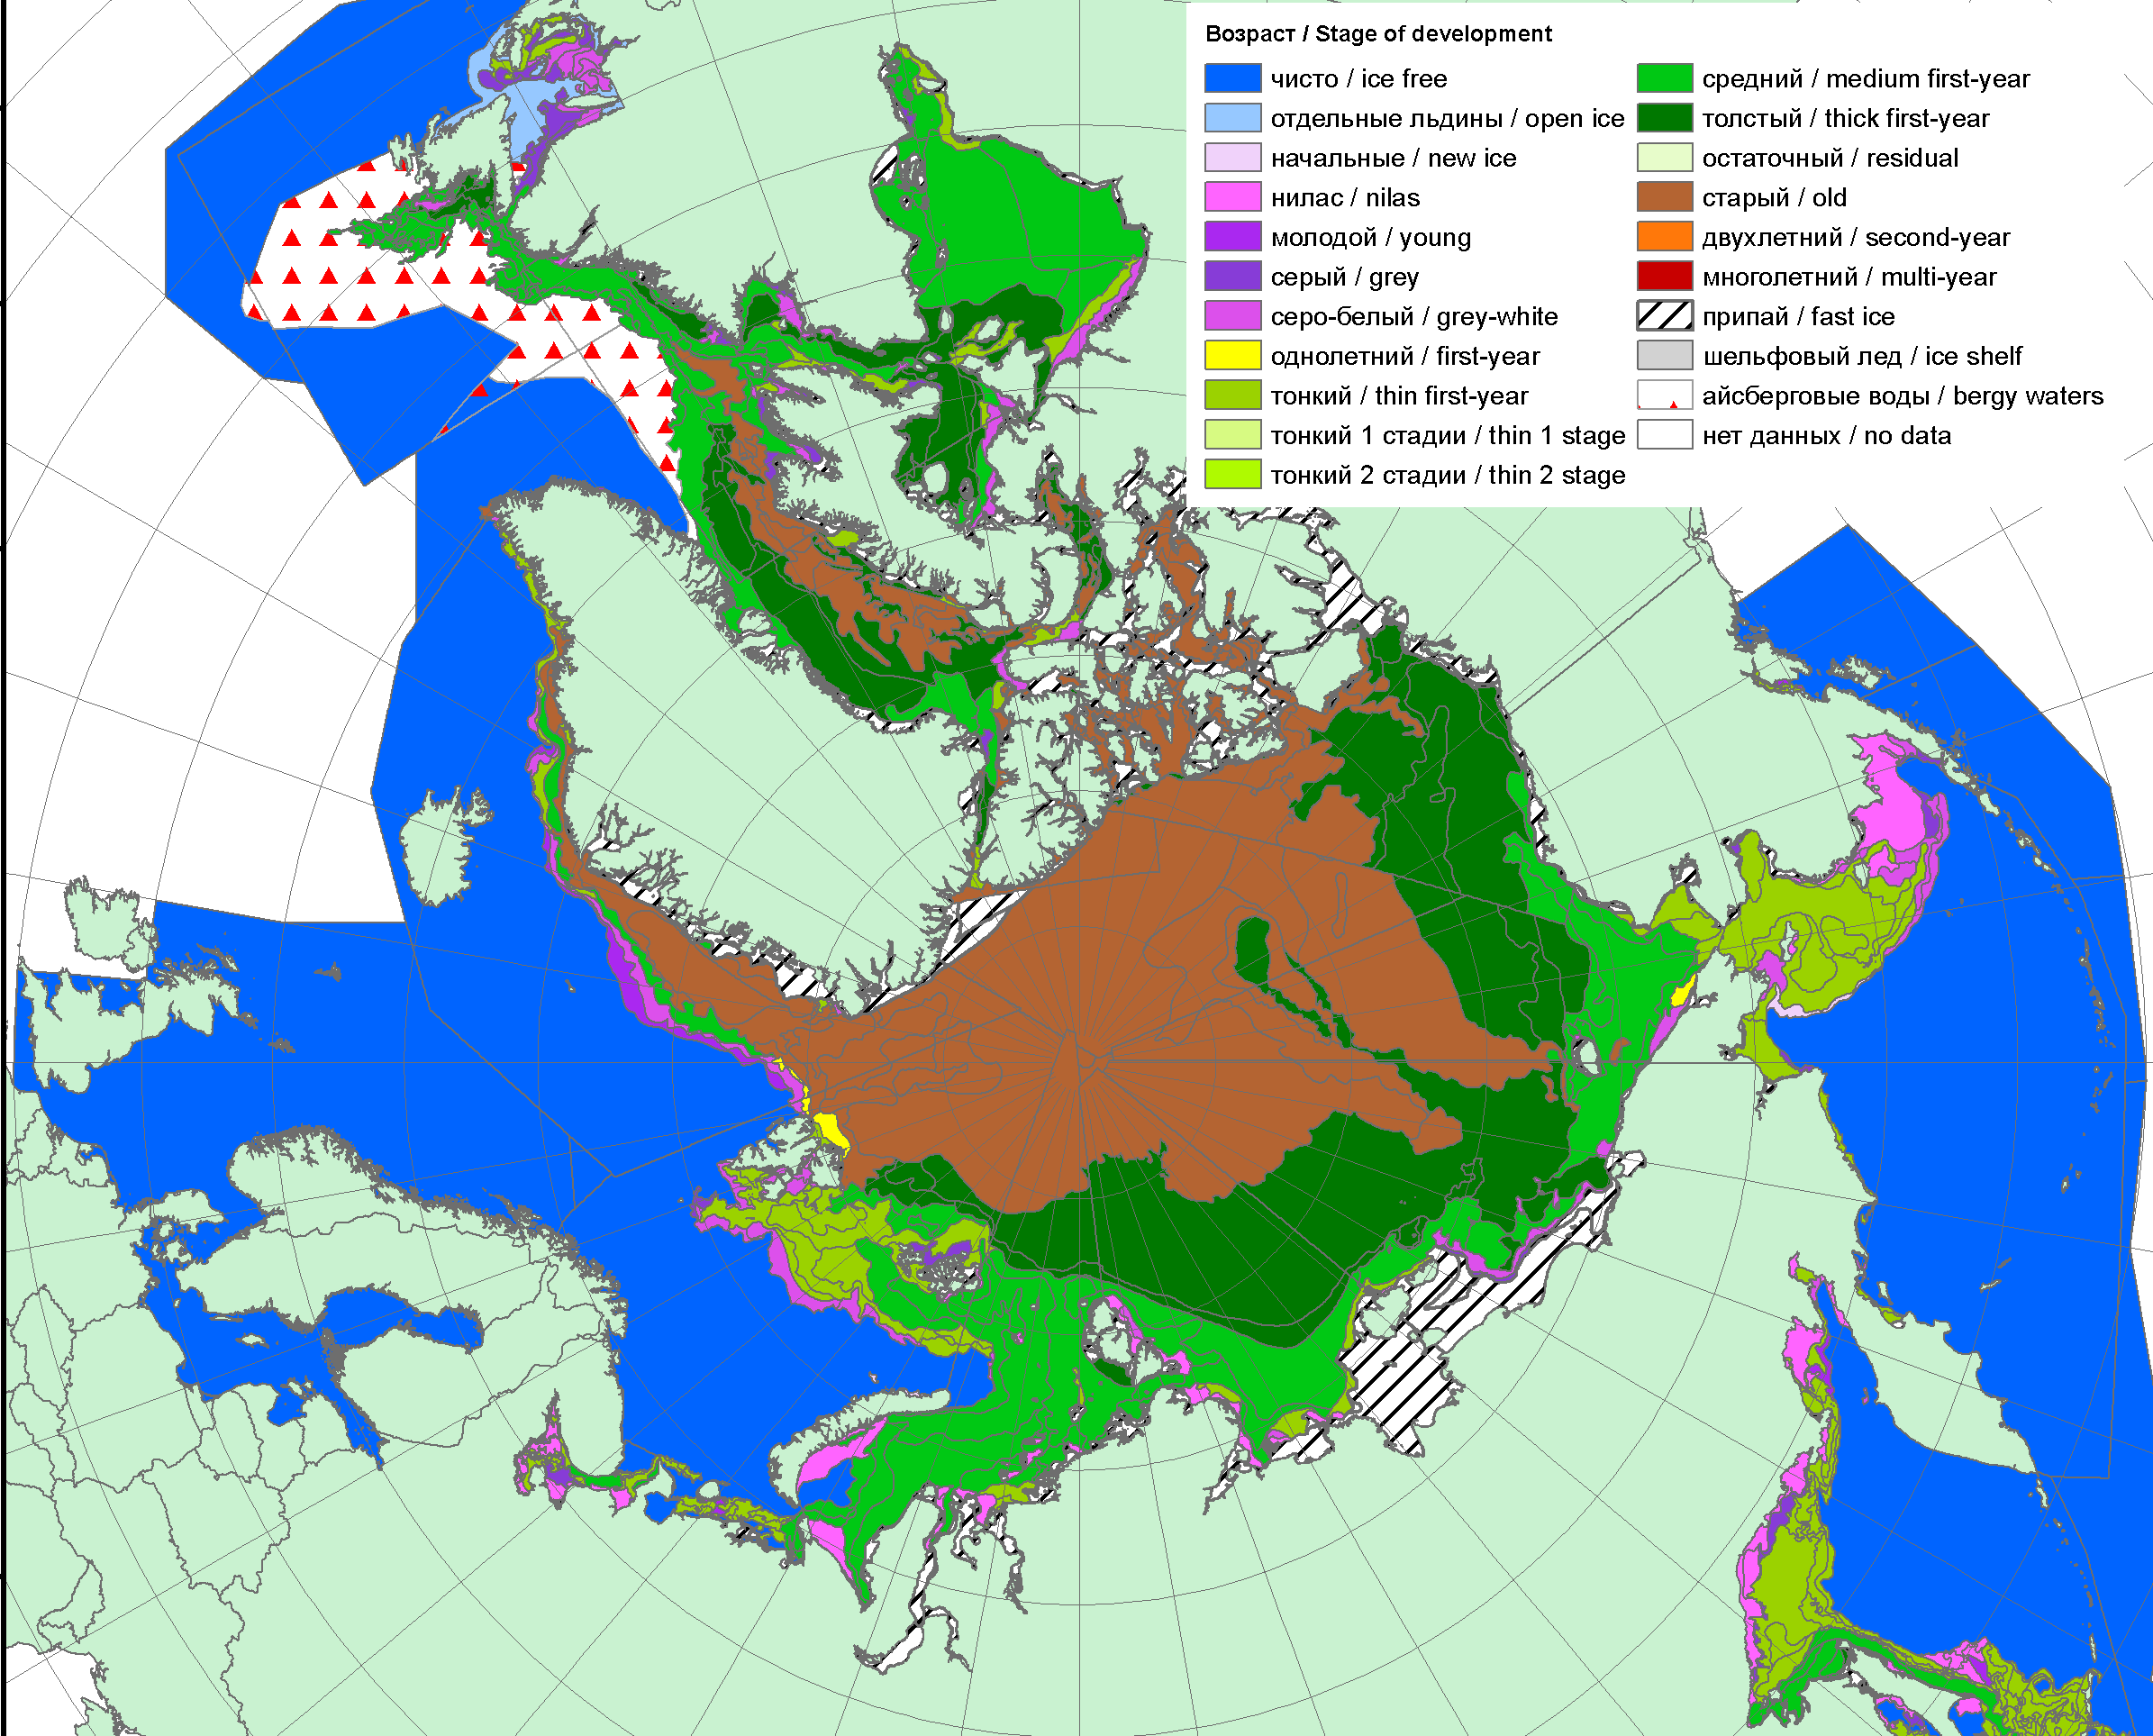 Возраст / Stage of development
чисто / ice free
отдельные льдины / open ice
начальные / new ice
нилас / nilas
молодой / young
серый / grey
серо-белый / grey-white
однолетний / first-year
тонкий / thin first-year
тонкий 1 стадии / thin 1 stage
тонкий 2 стадии / thin 2 stage
средний / medium first-year
толстый / thick first-year
остаточный / residual
старый / old
двухлетний / second-year
многолетний / multi-year
припай / fast ice
шельфовый лед / ice shelf
айсберговые воды / bergy waters
нет данных / no data